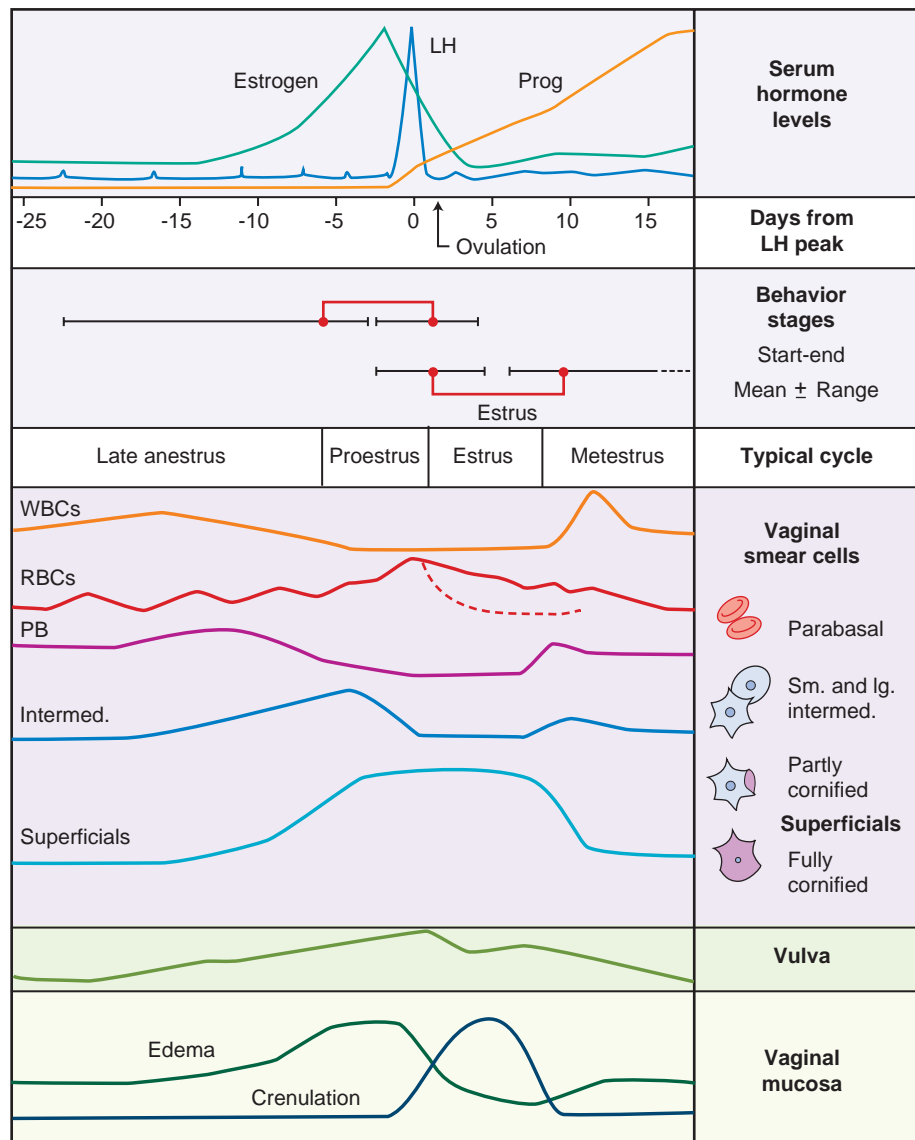 LH
Estrogen
Prog
Serum
hormone
levels
-25 -20 -15 -10 -5 0 5 10 15
Ovulation
Days from
LH peak
Behavior
stages
Start-end
Mean ± Range
Estrus
Late anestrus Proestrus Estrus Metestrus
Typical cycle
WBCs
RBCs
PB
Intermed.
Superficials
Vaginal
smear cells
Parabasal
Sm. and lg.
intermed.
Partly
cornified
Superficials
Fully
cornified
Vulva
Edema
Crenulation
Vaginal
mucosa